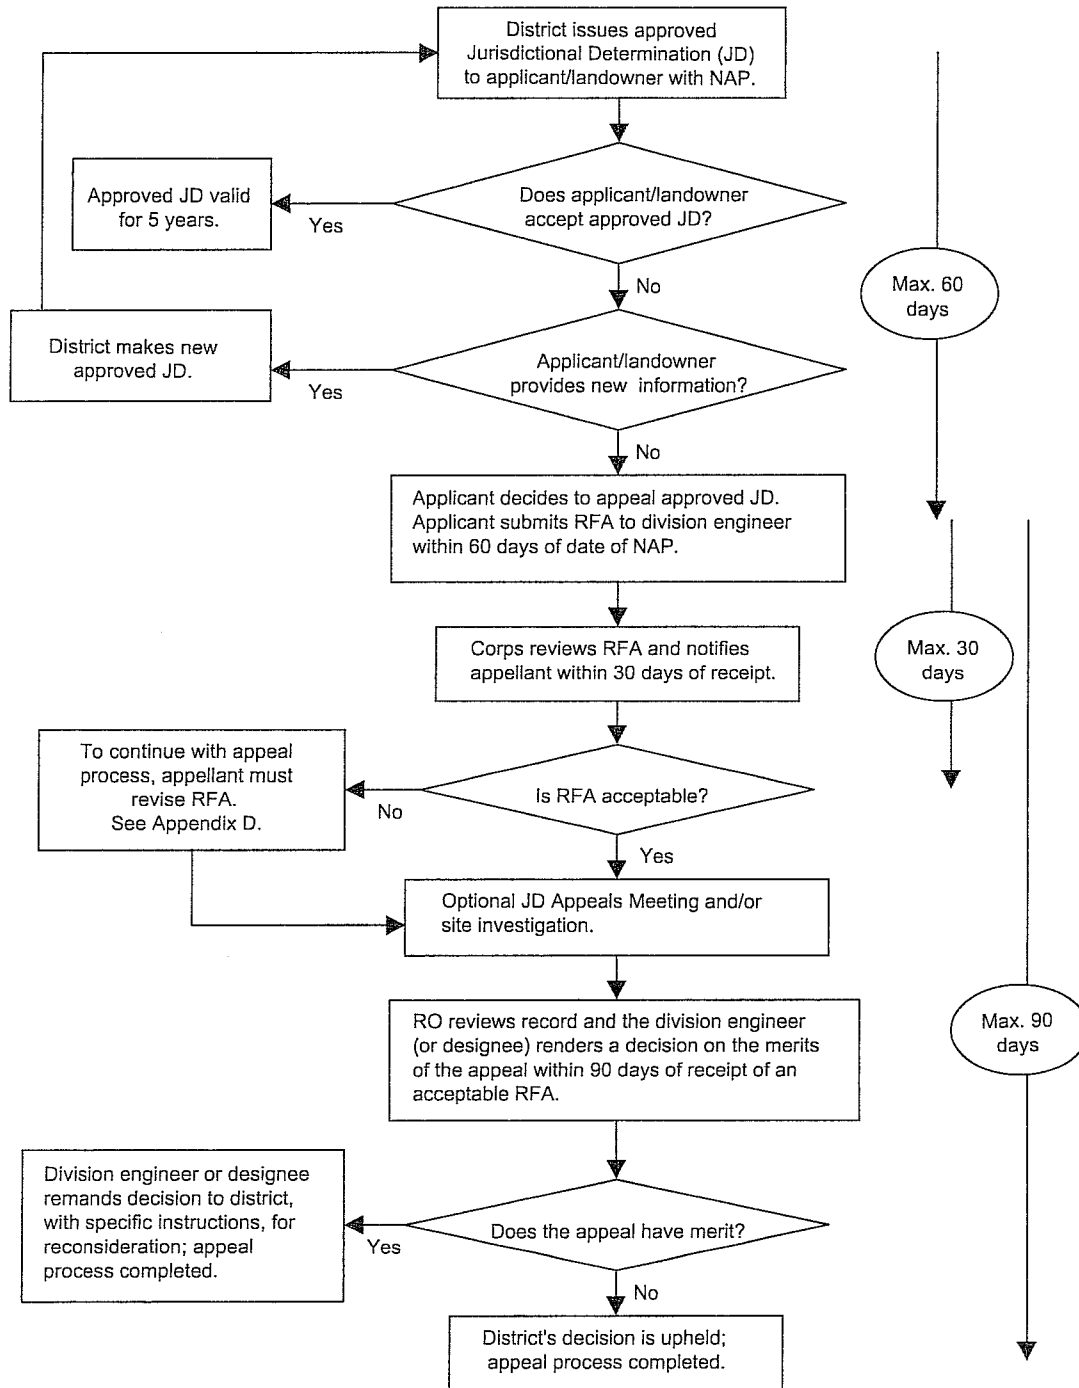 District issues approved
Jurisdictional Determination (JD)
to applicant/landowner with NAP.
Does applicant/landowner
accept approved JD?
Yes
Approved JD valid
for 5 years.
No
Max. 60
days
Applicant/landowner
provides new information?
Yes
District makes new
approved JD.
No
Applicant decides to appeal approved JD.
Applicant submits RFA to division engineer
within 60 days of date of NAP.
Corps reviews RFA and notifies
appellant within 30 days of receipt.
Max. 30
days
Is RFA acceptable?
No
To continue with appeal
process, appellant must
revise RFA.
See Appendix D.
Yes
Optional JD Appeals Meeting and/or
site investigation.
RO reviews record and the division engineer
(or designee) renders a decision on the merits
of the appeal within 90 days of receipt of an
acceptable RFA.
Max. 90
days
Does the appeal have merit?
Yes
Division engineer or designee
remands decision to district,
with specific instructions, for
reconsideration; appeal
process completed.
No
District's decision is upheld;
appeal process completed.